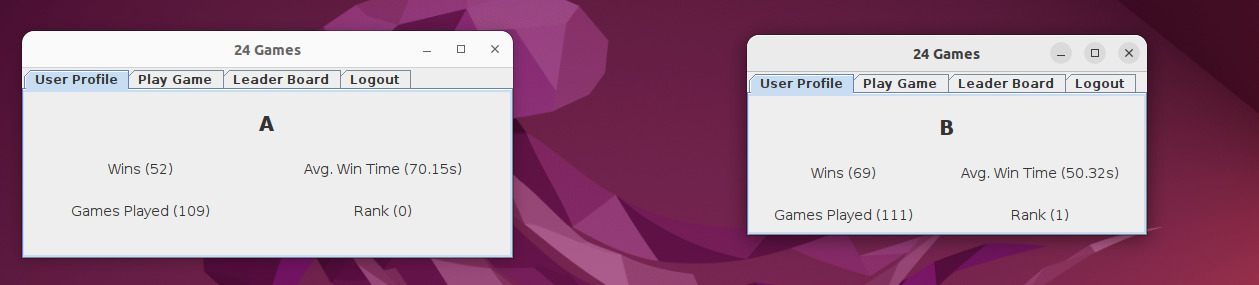 24 Games
User Profile Play Game Leader Board Logout
A
Wins (52) Avg. Win Time (70.15s)
Games Played (109) Rank (0)
24 Games
User Profile Play Game Leader Board Logout
B
Wins (69) Avg. Win Time (50.32s)
Games Played (111) Rank (1)